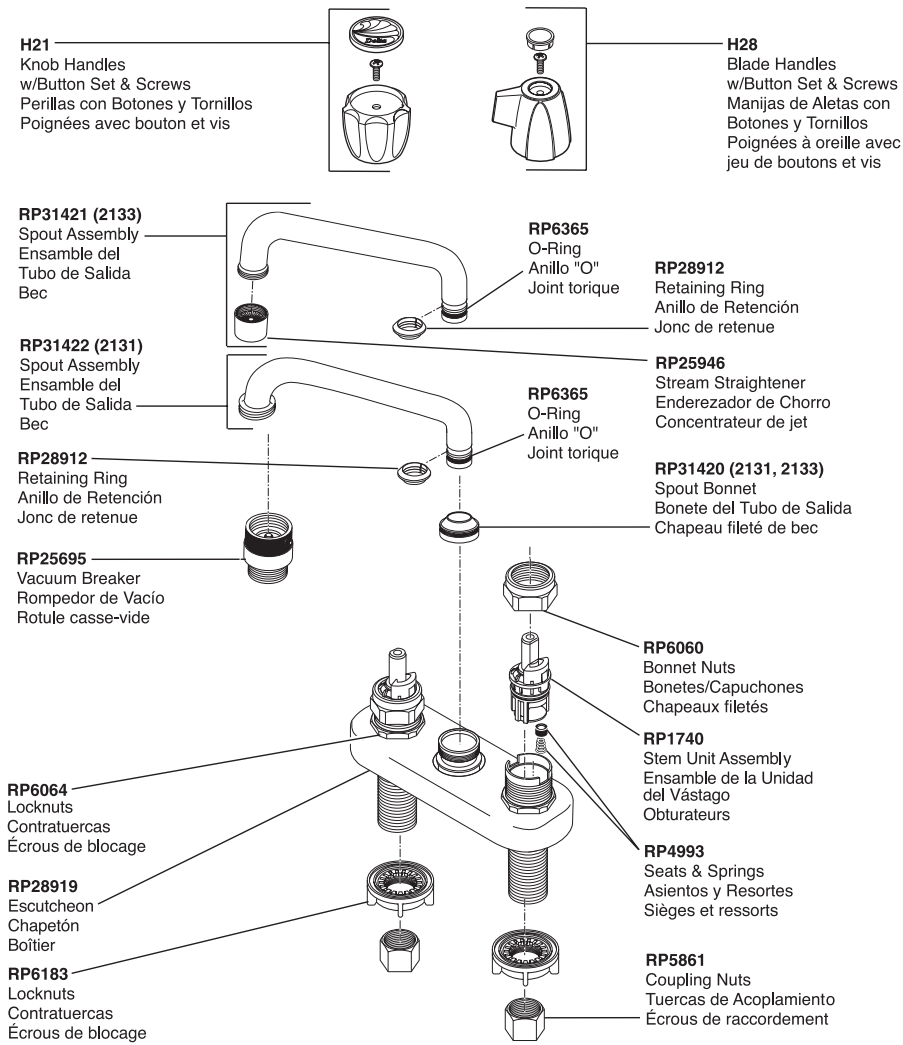 H21
Knob Handles
w/Button Set & Screws
Perillas con Botones y Tornillos
Poignées avec bouton et vis
Delta
H28
Blade Handles
w/Button Set & Screws
Manijas de Aletas con
Botones y Tornillos
Poignées à oreille avec
jeu de boutons et vis
RP31421 (2133)
Spout Assembly
Ensamble del
Tubo de Salida
Bec
RP6365
O-Ring
Anillo "O"
Joint torique
RP28912
Retaining Ring
Anillo de Retención
Jonc de retenue
RP31422 (2131)
Spout Assembly
Ensamble del
Tubo de Salida
Bec
RP25946
Stream Straightener
Enderezador de Chorro
Concentrateur de jet
RP6365
O-Ring
Anillo "O"
Joint torique
RP28912
Retaining Ring
Anillo de Retención
Jonc de retenue
RP31420 (2131, 2133)
Spout Bonnet
Bonete del Tubo de Salida
Chapeau fileté de bec
RP25695
Vacuum Breaker
Rompedor de Vacío
Rotule casse-vide
RP6060
Bonnet Nuts
Bonetes/Capuchones
Chapeaux filetés
RP1740
Stem Unit Assembly
Ensamble de la Unidad
del Vástago
Obturateurs
RP6064
Locknuts
Contratuercas
Écrous de blocage
RP4993
Seats & Springs
Asientos y Resortes
Sièges et ressorts
RP28919
Escutcheon
Chapetón
Boîtier
RP6183
Locknuts
Contratuercas
Écrous de blocage
RP5861
Coupling Nuts
Tuercas de Acoplamiento
Écrous de raccordement